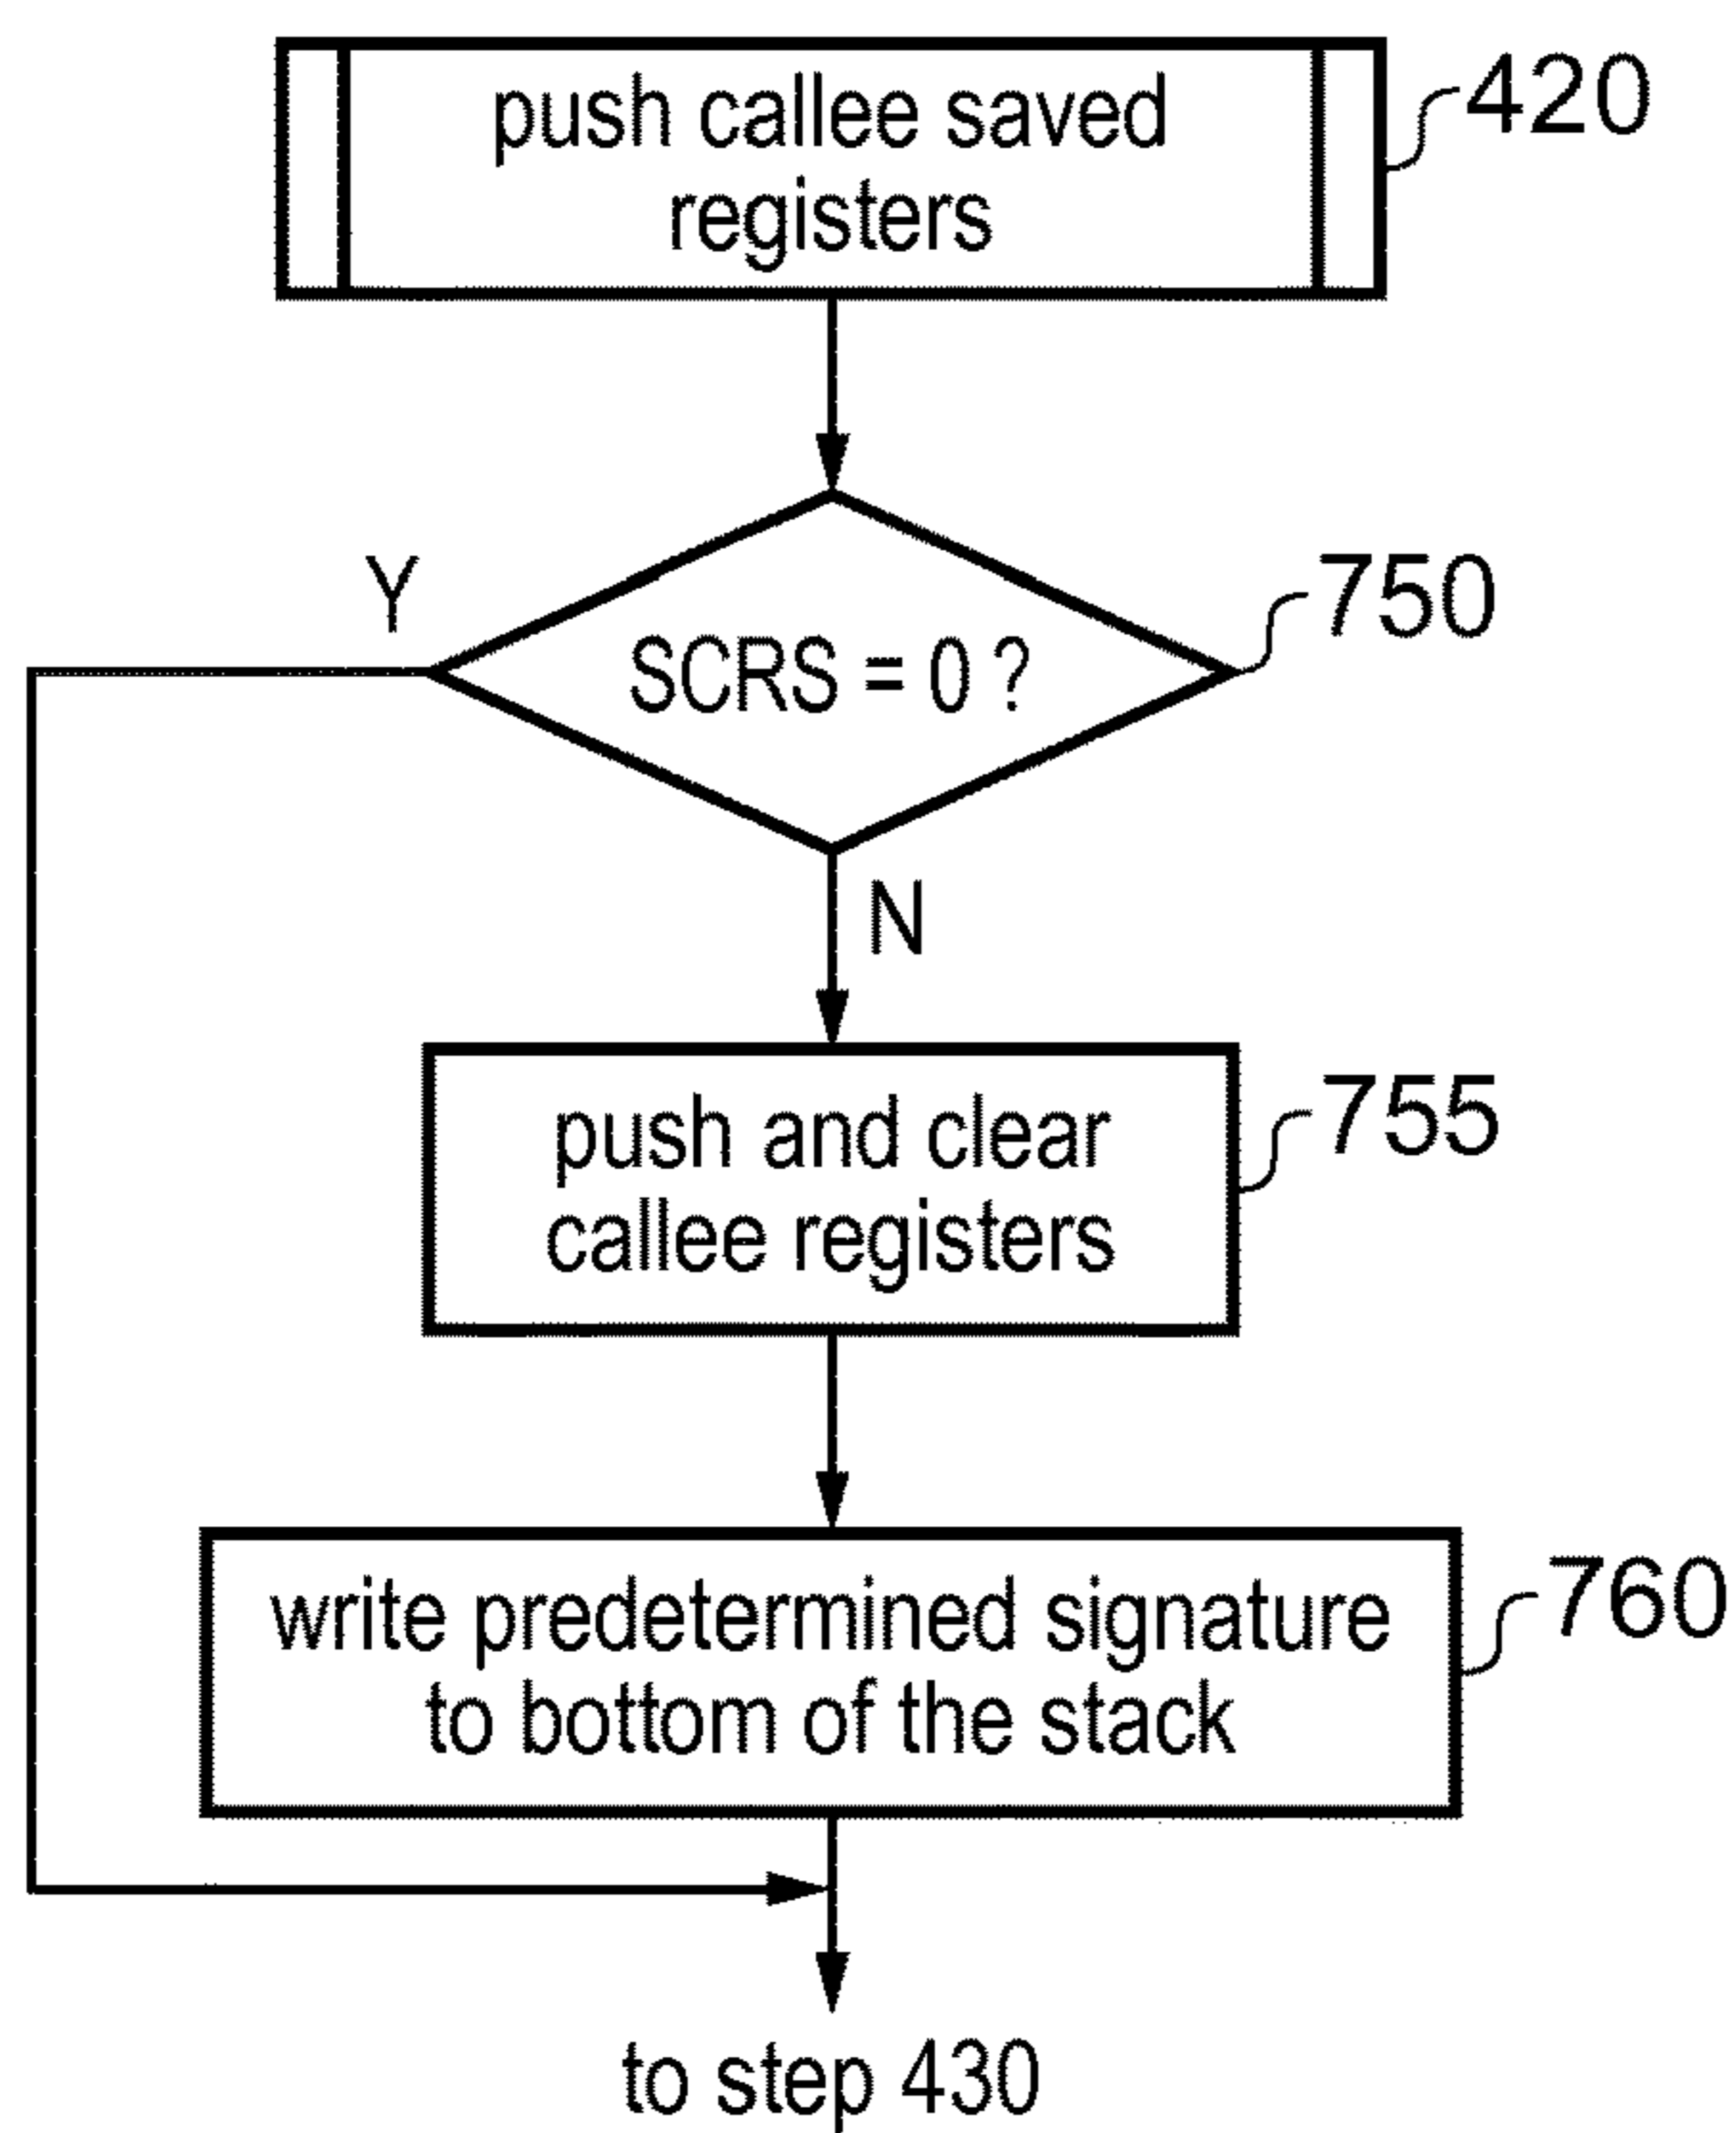 push callee saved
registers
420
Y
SCRS = 0 ?
750
N
push and clear
callee registers
755
write predetermined signature
to bottom of the stack
760
to step 430